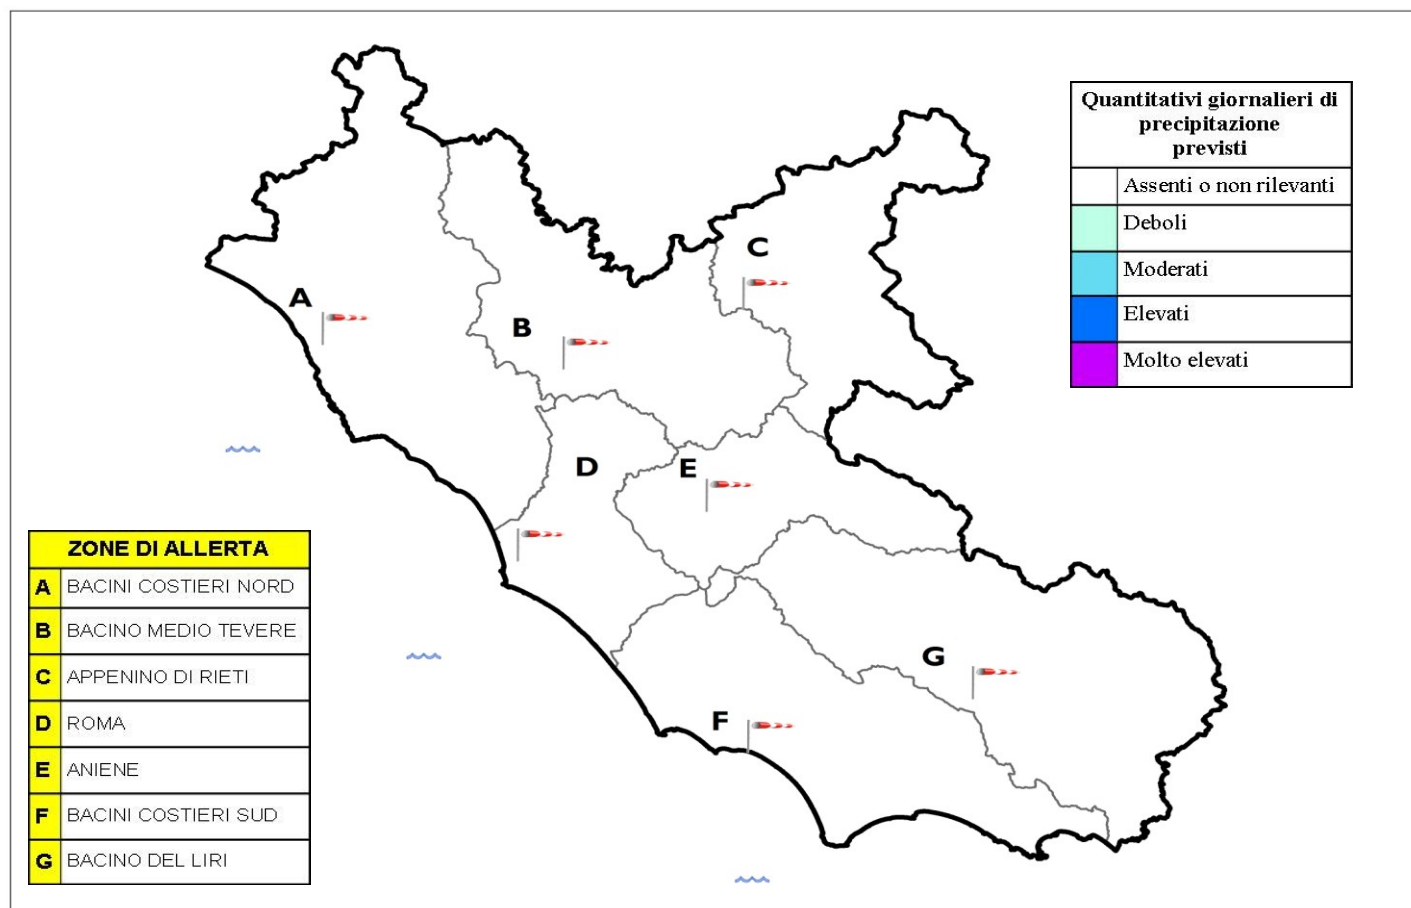 Quantitativi giornalieri di
precipitazione
previsti
Assenti o non rilevanti
Deboli
Moderati
Elevati
Molto elevati
C
A
B
D
E
G
F
ZONE DI ALLERTA
A BACINI COSTIERI NORD
B BACINO MEDIO TEVERE
C APPENINO DI RIETI
D ROMA
E ANIENE
F BACINI COSTIERI SUD
G BACINO DEL LIRI